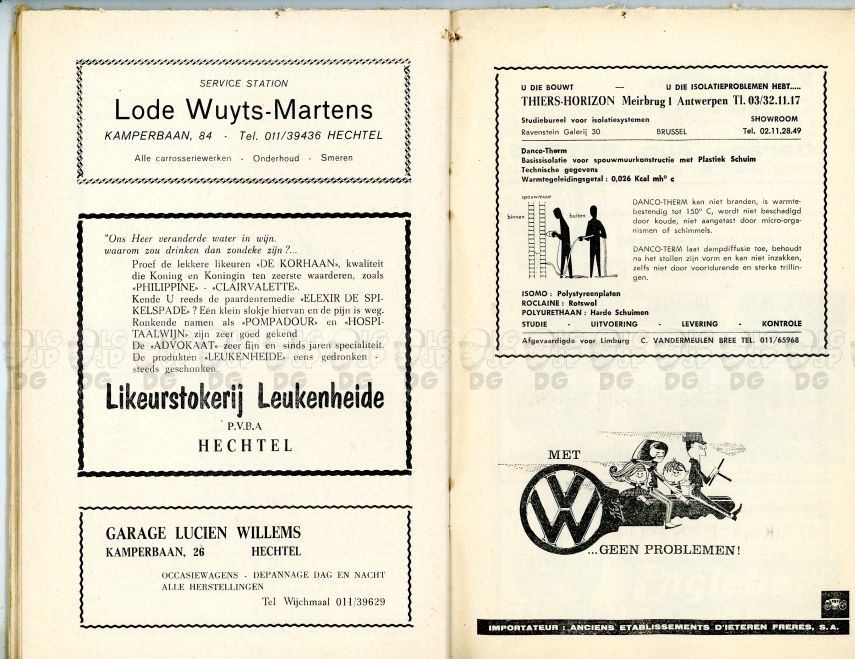 SERVICE STATION
Lode Wuyts-Martens
KAMPERBAAN, 84 - Tel. 011/39436 HECHTEL
Alle carrosseriewerken - Onderhoud - Smeren
"Ons Heer veranderde water in wijn.
waarom zou drinken dan zondeke zijn?...
Proef de lekkere likeuren «DE KORHAAN», kwaliteit
die Koning en Koningin ten zeerste waarderen, zoals
«PHILIPPINE» - «CLAIRVALETTE».
Kende U reeds de paardenremedie «ELEXIR DE SPI-
KELSPADE» ? Een klein slokje hiervan en de pijn is weg.
Ronkende namen als «POMPADOUR» en «HOSPI-
TAALWIJN» zijn zeer goed gekend
De «ADVOKAAT» zeer fijn en sinds jaren specialiteit.
De produkten «LEUKENHEIDE» eens gedronken -
steeds geschonken.
Likeurstokerij Leukenheide
P.V.B.A
HECHTEL
GARAGE LUCIEN WILLEMS
KAMPERBAAN, 26 HECHTEL
OCCASIEWAGENS - DEPANNAGE DAG EN NACHT
ALLE HERSTELLINGEN
Tel Wijchmaal 011/39629
U DIE BOUWT — U DIE ISOLATIEPROBLEMEN HEBT.....
THIERS-HORIZON Meirbrug 1 Antwerpen Tl. 03/32.11.17
Studiebureel voor isolatiesystemen SHOWROOM
Ravenstein Galerij 30 BRUSSEL Tel. 02.11.28.49
Danco-Therm
Basissisolatie voor spouwmuurkonstructie met Plastiek Schuim
Technische gegevens
Warmtegeleidingsgetal : 0,026 Kcal mh° c
spouwmuur
binnen buiten
DANCO-THERM kan niet branden, is warmte-
bestendig tot 150° C, wordt niet beschadigd
door koude, niet aangetast door micro-orga-
nismen of schimmels.
DANCO-TERM laat dampdiffusie toe, behoudt
na het stollen zijn vorm en kan niet inzakken,
zelfs niet door voortdurende en sterke trillin-
gen.
ISOMO : Polystyreenplaten
ROCLAINE : Rotswol
POLYURETHAAN : Harde Schuimen
STUDIE - UITVOERING - LEVERING - KONTROLE
Afgevaardigde voor Limburg C. VANDERMEULEN BREE TEL. 011/65968
MET
VW
...GEEN PROBLEMEN!
IMPORTATEUR : ANCIENS ETABLISSEMENTS D'IETEREN FRERES, S.A.